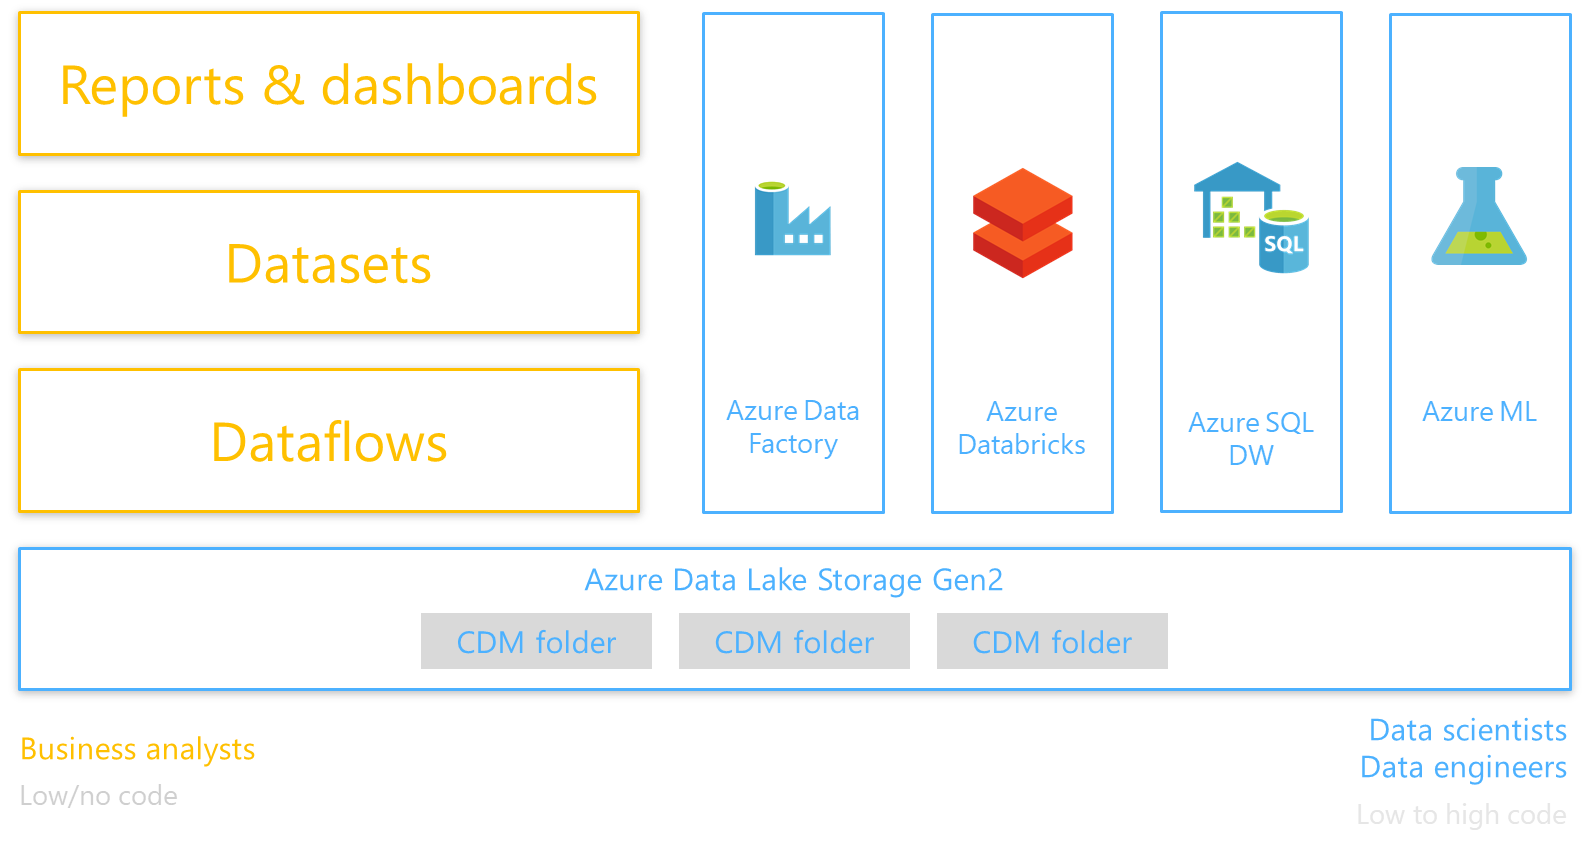 Reports & dashboards
Datasets
Dataflows
Azure Data
Factory
Azure
Databricks
SQL
Azure SQL
DW
Azure ML
Azure Data Lake Storage Gen2
CDM folder
CDM folder
CDM folder
Business analysts
Low/no code
Data scientists
Data engineers
Low to high code